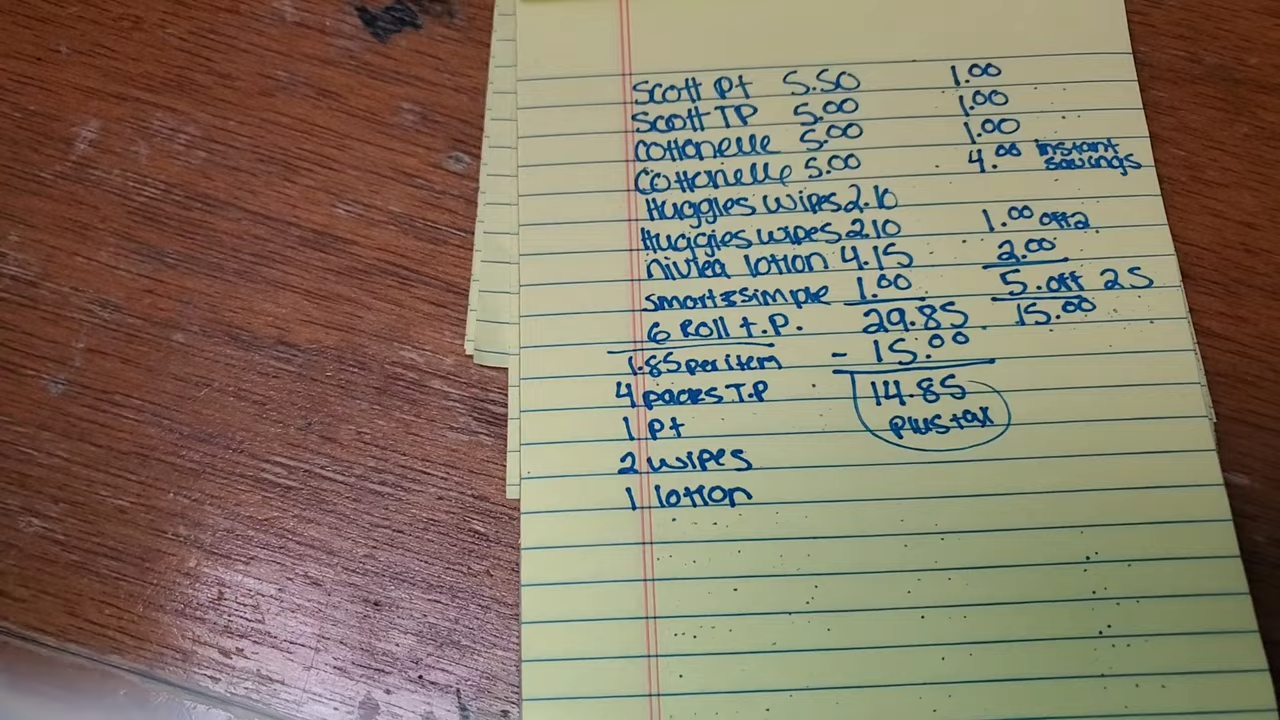 Scott Pt 5.50 1.00
Scott TP 5.00 1.00
Cottonelle 5.00 1.00
Cottonelle 5.00 4.00 instant savings
Huggies wipes 2.10
Huggies wipes 210 1.00 off 2
nivea lotion 4.15 2.00
smart & simple 1.00 5. off 25
6 Roll t.P. 29.85 15.00
1.85 per item - 15.00
4 packs T.P 14.85
1 Pt Plus tax
2 wipes
1 lotion